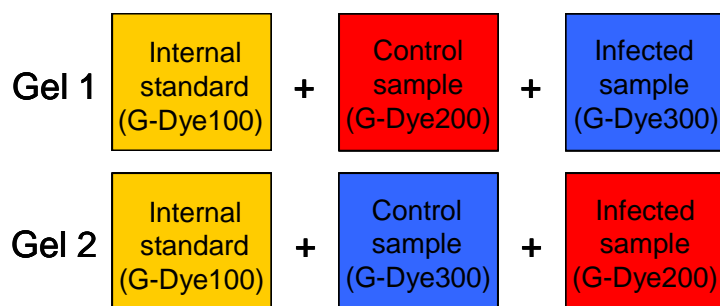 Gel 1
Internal
standard
(G-Dye100)
+
Control
sample
(G-Dye200)
+
Infected
sample
(G-Dye300)
Gel 2
Internal
standard
(G-Dye100)
+
Control
sample
(G-Dye300)
+
Infected
sample
(G-Dye200)